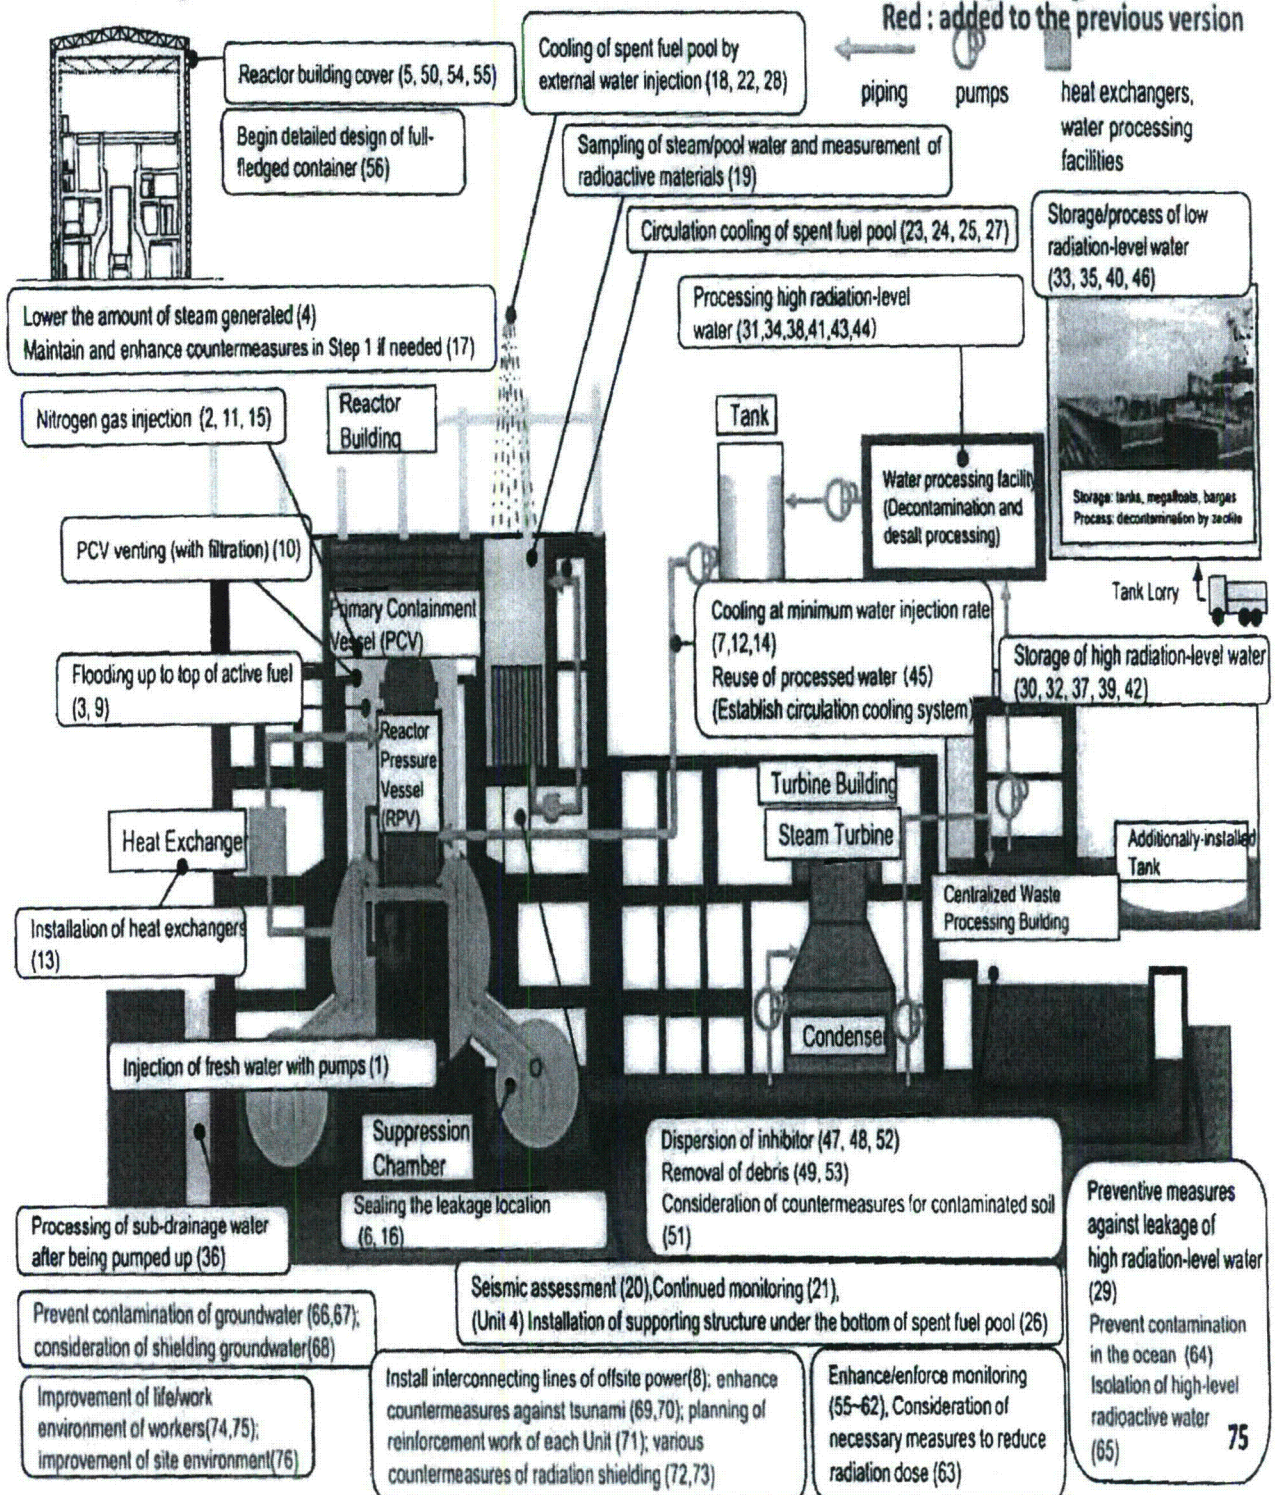 Red : added to the previous version
Reactor building cover (5, 50, 54, 55)
Cooling of spent fuel pool by
external water injection (18, 22, 28)
piping
pumps
heat exchangers,
water processing
facilities
Begin detailed design of full-
fledged container (56)
Sampling of steam/pool water and measurement of
radioactive materials (19)
Circulation cooling of spent fuel pool (23, 24, 25, 27)
Storage/process of low
radiation-level water
(33, 35, 40, 46)
Processing high radiation-level
water (31,34,38,41,43,44)
Lower the amount of steam generated (4)
Maintain and enhance countermeasures in Step 1 if needed (17)
Nitrogen gas injection (2, 11, 15)
Reactor
Building
Tank
Water processing facility
(Decontamination and
desalt processing)
Storage: tanks, megafloats, barges
Process: decontamination by zeolite
PCV venting (with filtration) (10)
Primary Containment
Vessel (PCV)
Tank Lorry
Cooling at minimum water injection rate
(7,12,14)
Reuse of processed water (45)
(Establish circulation cooling system)
Storage of high radiation-level water
(30, 32, 37, 39, 42)
Flooding up to top of active fuel
(3, 9)
Reactor
Pressure
Vessel
(RPV)
Turbine Building
Steam Turbine
Heat Exchanger
Additionally-installed
Tank
Centralized Waste
Processing Building
Installation of heat exchangers
(13)
Condenser
Injection of fresh water with pumps (1)
Suppression
Chamber
Dispersion of inhibitor (47, 48, 52)
Removal of debris (49, 53)
Consideration of countermeasures for contaminated soil
(51)
Sealing the leakage location
(6, 16)
Processing of sub-drainage water
after being pumped up (36)
Preventive measures
against leakage of
high radiation-level water
(29)
Prevent contamination
in the ocean (64)
Isolation of high-level
radioactive water
(65)
Seismic assessment (20),Continued monitoring (21),
(Unit 4) Installation of supporting structure under the bottom of spent fuel pool (26)
Prevent contamination of groundwater (66,67);
consideration of shielding groundwater(68)
Install interconnecting lines of offsite power(8); enhance
countermeasures against tsunami (69,70); planning of
reinforcement work of each Unit (71); various
countermeasures of radiation shielding (72,73)
Enhance/enforce monitoring
(55~62), Consideration of
necessary measures to reduce
radiation dose (63)
Improvement of life/work
environment of workers(74,75);
improvement of site environment(76)
75